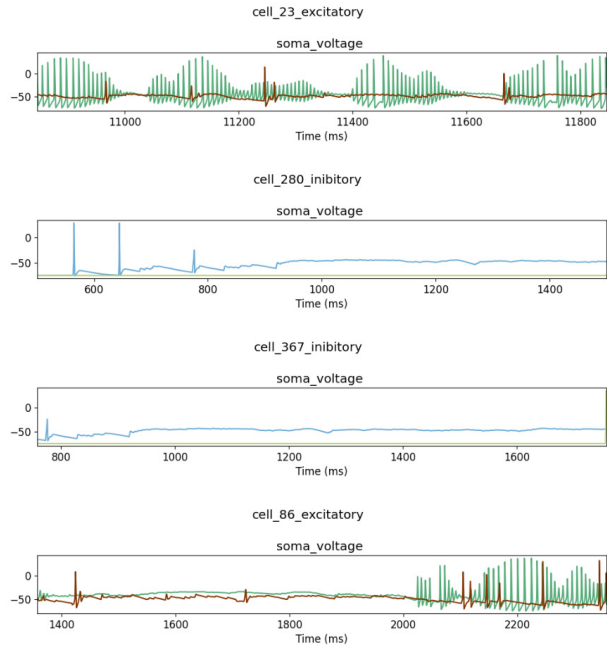 cell_23_excitatory
soma_voltage
0
−50
11000 11200 11400 11600 11800
Time (ms)
cell_280_inibitory
soma_voltage
0
−50
600 800 1000 1200 1400
Time (ms)
cell_367_inibitory
soma_voltage
0
−50
800 1000 1200 1400 1600
Time (ms)
cell_86_excitatory
soma_voltage
0
−50
1400 1600 1800 2000 2200
Time (ms)